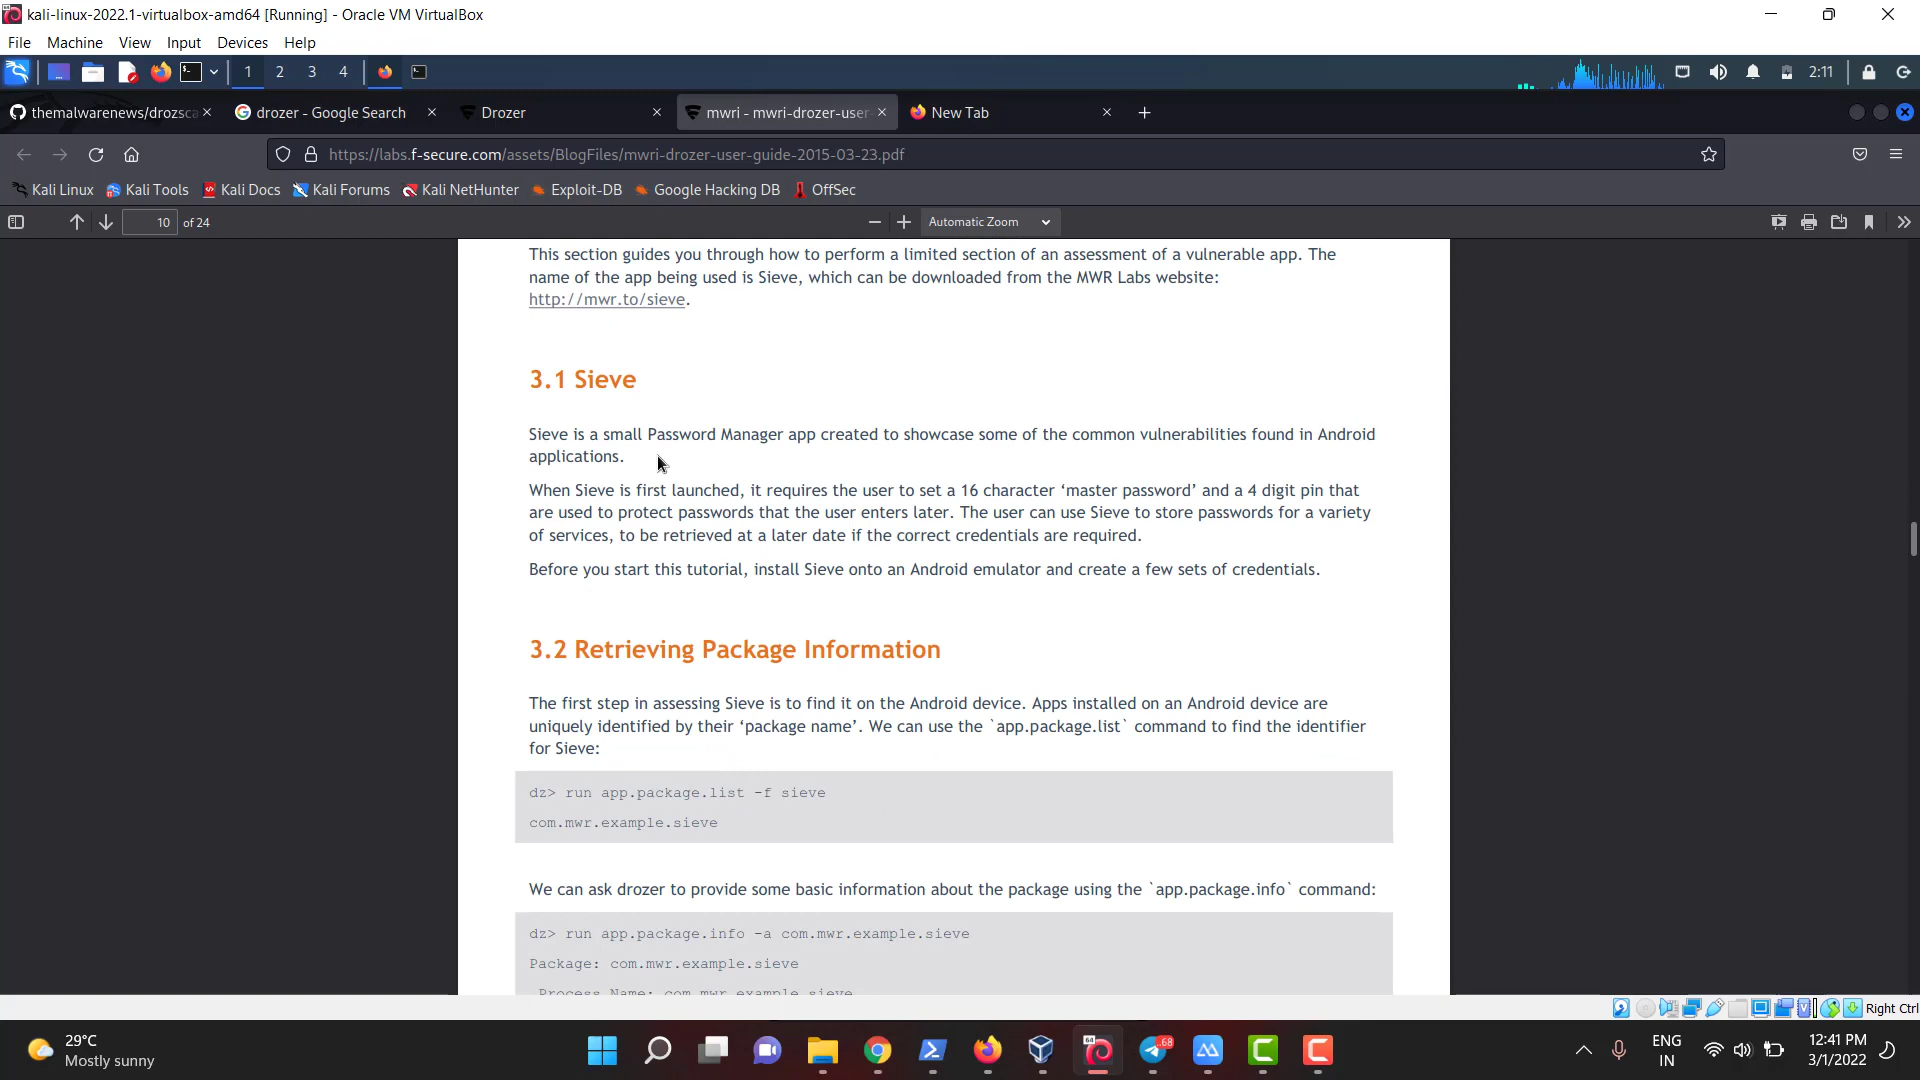 kali-linux-2022.1-virtualbox-amd64 [Running] - Oracle VM VirtualBox
File Machine View Input Devices Help
1 2 3 4 2:11
themalwarenews/drozsca drozer - Google Search Drozer mwri - mwri-drozer-user- New Tab
https://labs.f-secure.com/assets/BlogFiles/mwri-drozer-user-guide-2015-03-23.pdf
Kali Linux Kali Tools Kali Docs Kali Forums Kali NetHunter Exploit-DB Google Hacking DB OffSec
10 of 24 Automatic Zoom
This section guides you through how to perform a limited section of an assessment of a vulnerable app. The
name of the app being used is Sieve, which can be downloaded from the MWR Labs website:
http://mwr.to/sieve.
3.1 Sieve
Sieve is a small Password Manager app created to showcase some of the common vulnerabilities found in Android
applications.
When Sieve is first launched, it requires the user to set a 16 character ‘master password’ and a 4 digit pin that
are used to protect passwords that the user enters later. The user can use Sieve to store passwords for a variety
of services, to be retrieved at a later date if the correct credentials are required.
Before you start this tutorial, install Sieve onto an Android emulator and create a few sets of credentials.
3.2 Retrieving Package Information
The first step in assessing Sieve is to find it on the Android device. Apps installed on an Android device are
uniquely identified by their ‘package name’. We can use the `app.package.list` command to find the identifier
for Sieve:
dz> run app.package.list -f sieve
com.mwr.example.sieve
We can ask drozer to provide some basic information about the package using the `app.package.info` command:
dz> run app.package.info -a com.mwr.example.sieve
Package: com.mwr.example.sieve
Process Name: com.mwr.example.sieve
Right Ctrl
29°C
Mostly sunny
64
68
ENG
IN
12:41 PM
3/1/2022